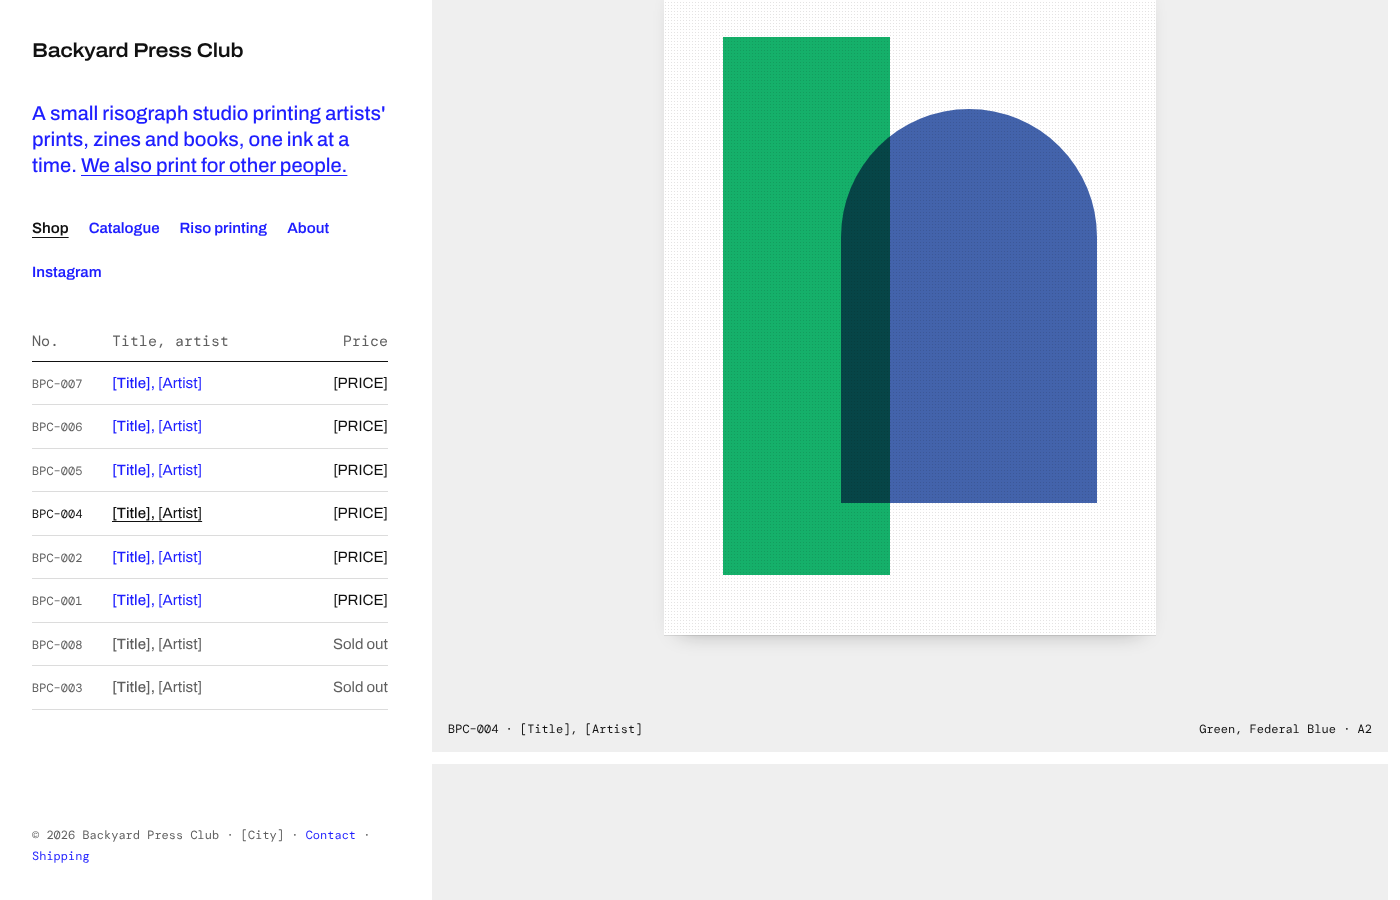 Backyard Press Club
A small risograph studio printing artists'
prints, zines and books, one ink at a
time. We also print for other people.
Shop Catalogue Riso printing About
Instagram
No. Title, artist Price
BPC-007 [Title], [Artist] [PRICE]
BPC-006 [Title], [Artist] [PRICE]
BPC-005 [Title], [Artist] [PRICE]
BPC-004 [Title], [Artist] [PRICE]
BPC-002 [Title], [Artist] [PRICE]
BPC-001 [Title], [Artist] [PRICE]
BPC-008 [Title], [Artist] Sold out
BPC-003 [Title], [Artist] Sold out
© 2026 Backyard Press Club · [City] · Contact ·
Shipping
BPC-004 · [Title], [Artist]
Green, Federal Blue · A2